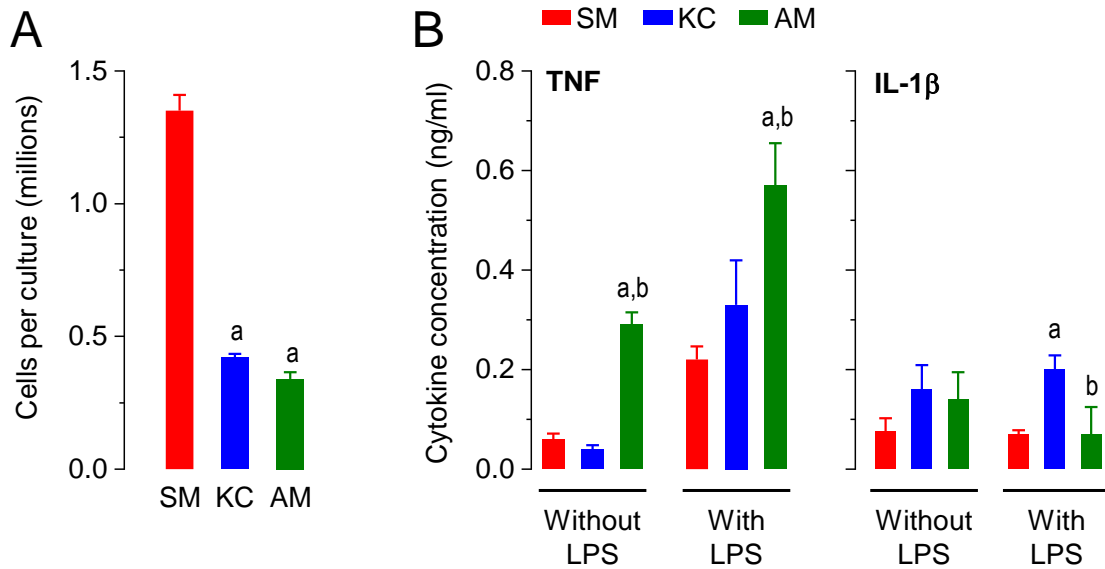 A
Cells per culture (millions)
1.5
1.0
0.5
0.0
a
a
SM KC AM
B
SM KC AM
Cytokine concentration (ng/ml)
0.8
0.6
0.4
0.2
0.0
TNF
a,b
a,b
Without
LPS
With
LPS
IL-1β
a
b
Without
LPS
With
LPS